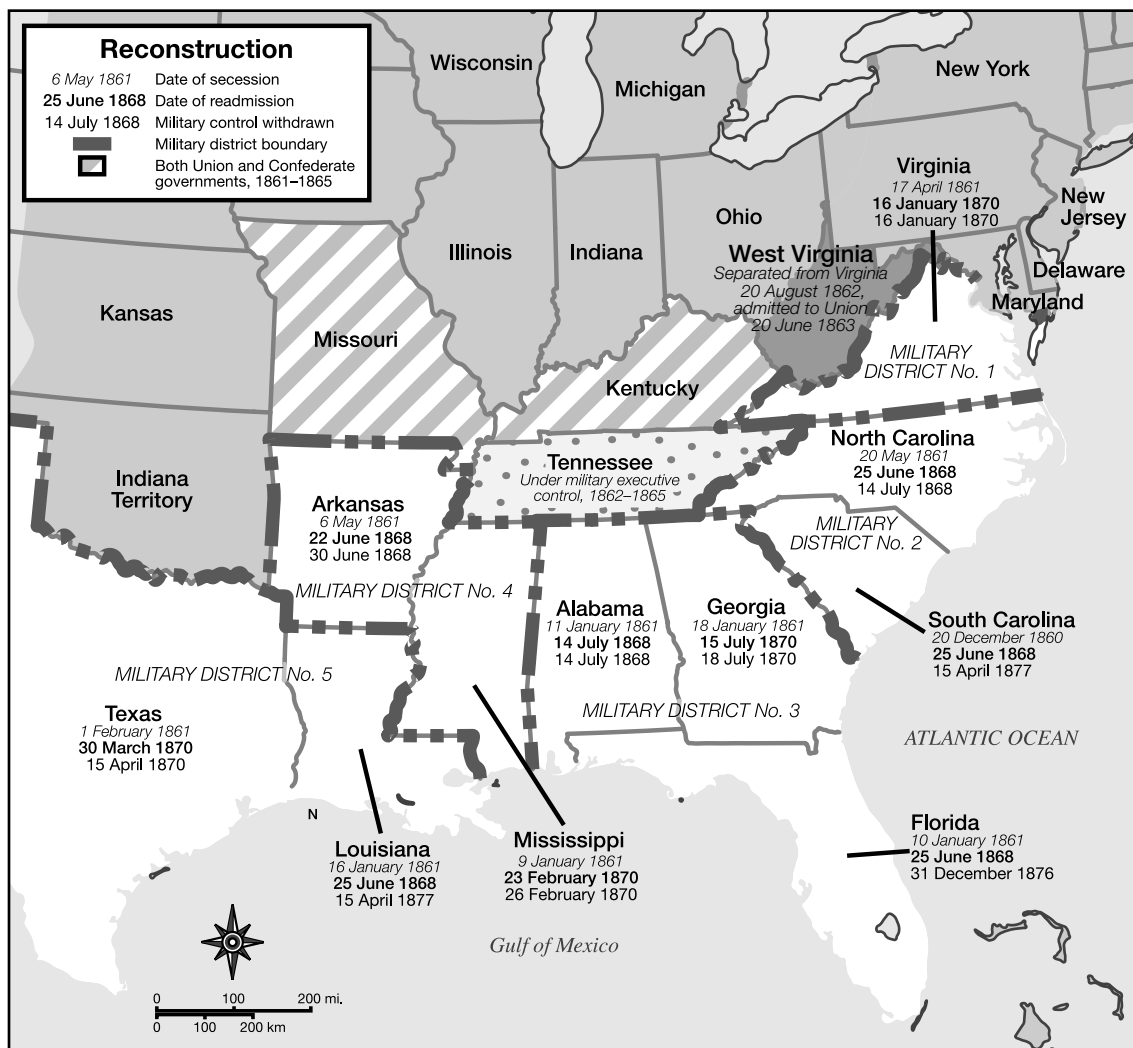 Reconstruction
6 May 1861 Date of secession
25 June 1868 Date of readmission
14 July 1868 Military control withdrawn
Military district boundary
Both Union and Confederate
governments, 1861–1865
Wisconsin
Michigan
New York
Virginia
17 April 1861
16 January 1870
16 January 1870
New
Jersey
Ohio
Illinois
Indiana
West Virginia
Separated from Virginia
20 August 1862,
admitted to Union
20 June 1863
Delaware
Maryland
Kansas
Missouri
Kentucky
MILITARY
DISTRICT No. 1
Indiana
Territory
Arkansas
6 May 1861
22 June 1868
30 June 1868
Tennessee
Under military executive
control, 1862–1865
North Carolina
20 May 1861
25 June 1868
14 July 1868
MILITARY
DISTRICT No. 2
MILITARY DISTRICT No. 4
Alabama
11 January 1861
14 July 1868
14 July 1868
Georgia
18 January 1861
15 July 1870
18 July 1870
South Carolina
20 December 1860
25 June 1868
15 April 1877
MILITARY DISTRICT No. 5
Texas
1 February 1861
30 March 1870
15 April 1870
MILITARY DISTRICT No. 3
ATLANTIC OCEAN
N
Louisiana
16 January 1861
25 June 1868
15 April 1877
Mississippi
9 January 1861
23 February 1870
26 February 1870
Florida
10 January 1861
25 June 1868
31 December 1876
Gulf of Mexico
0 100 200 mi.
0 100 200 km